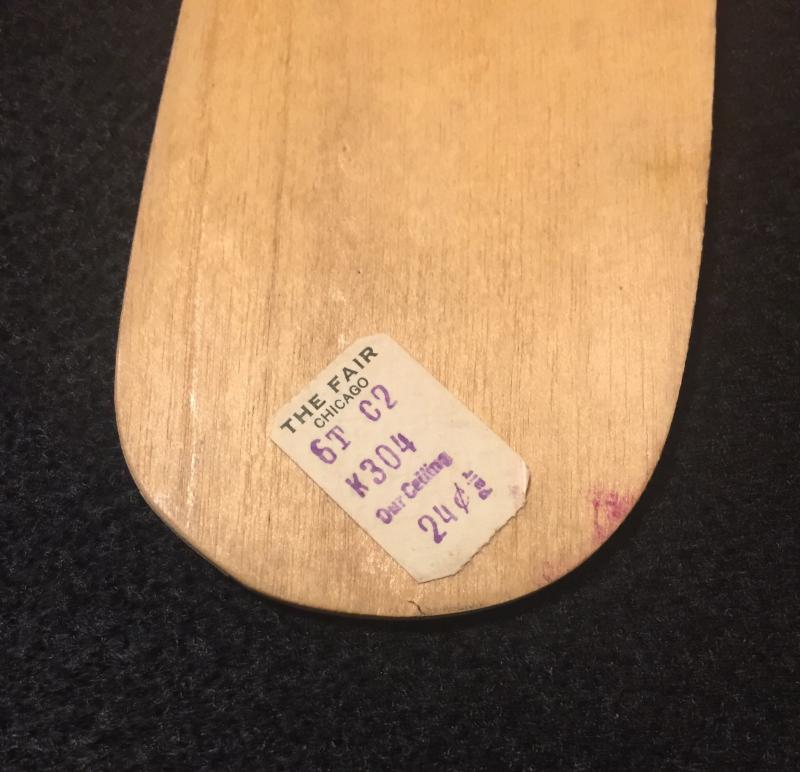 THE FAIR
CHICAGO
6T C2
K304
Our Ceiling
24¢